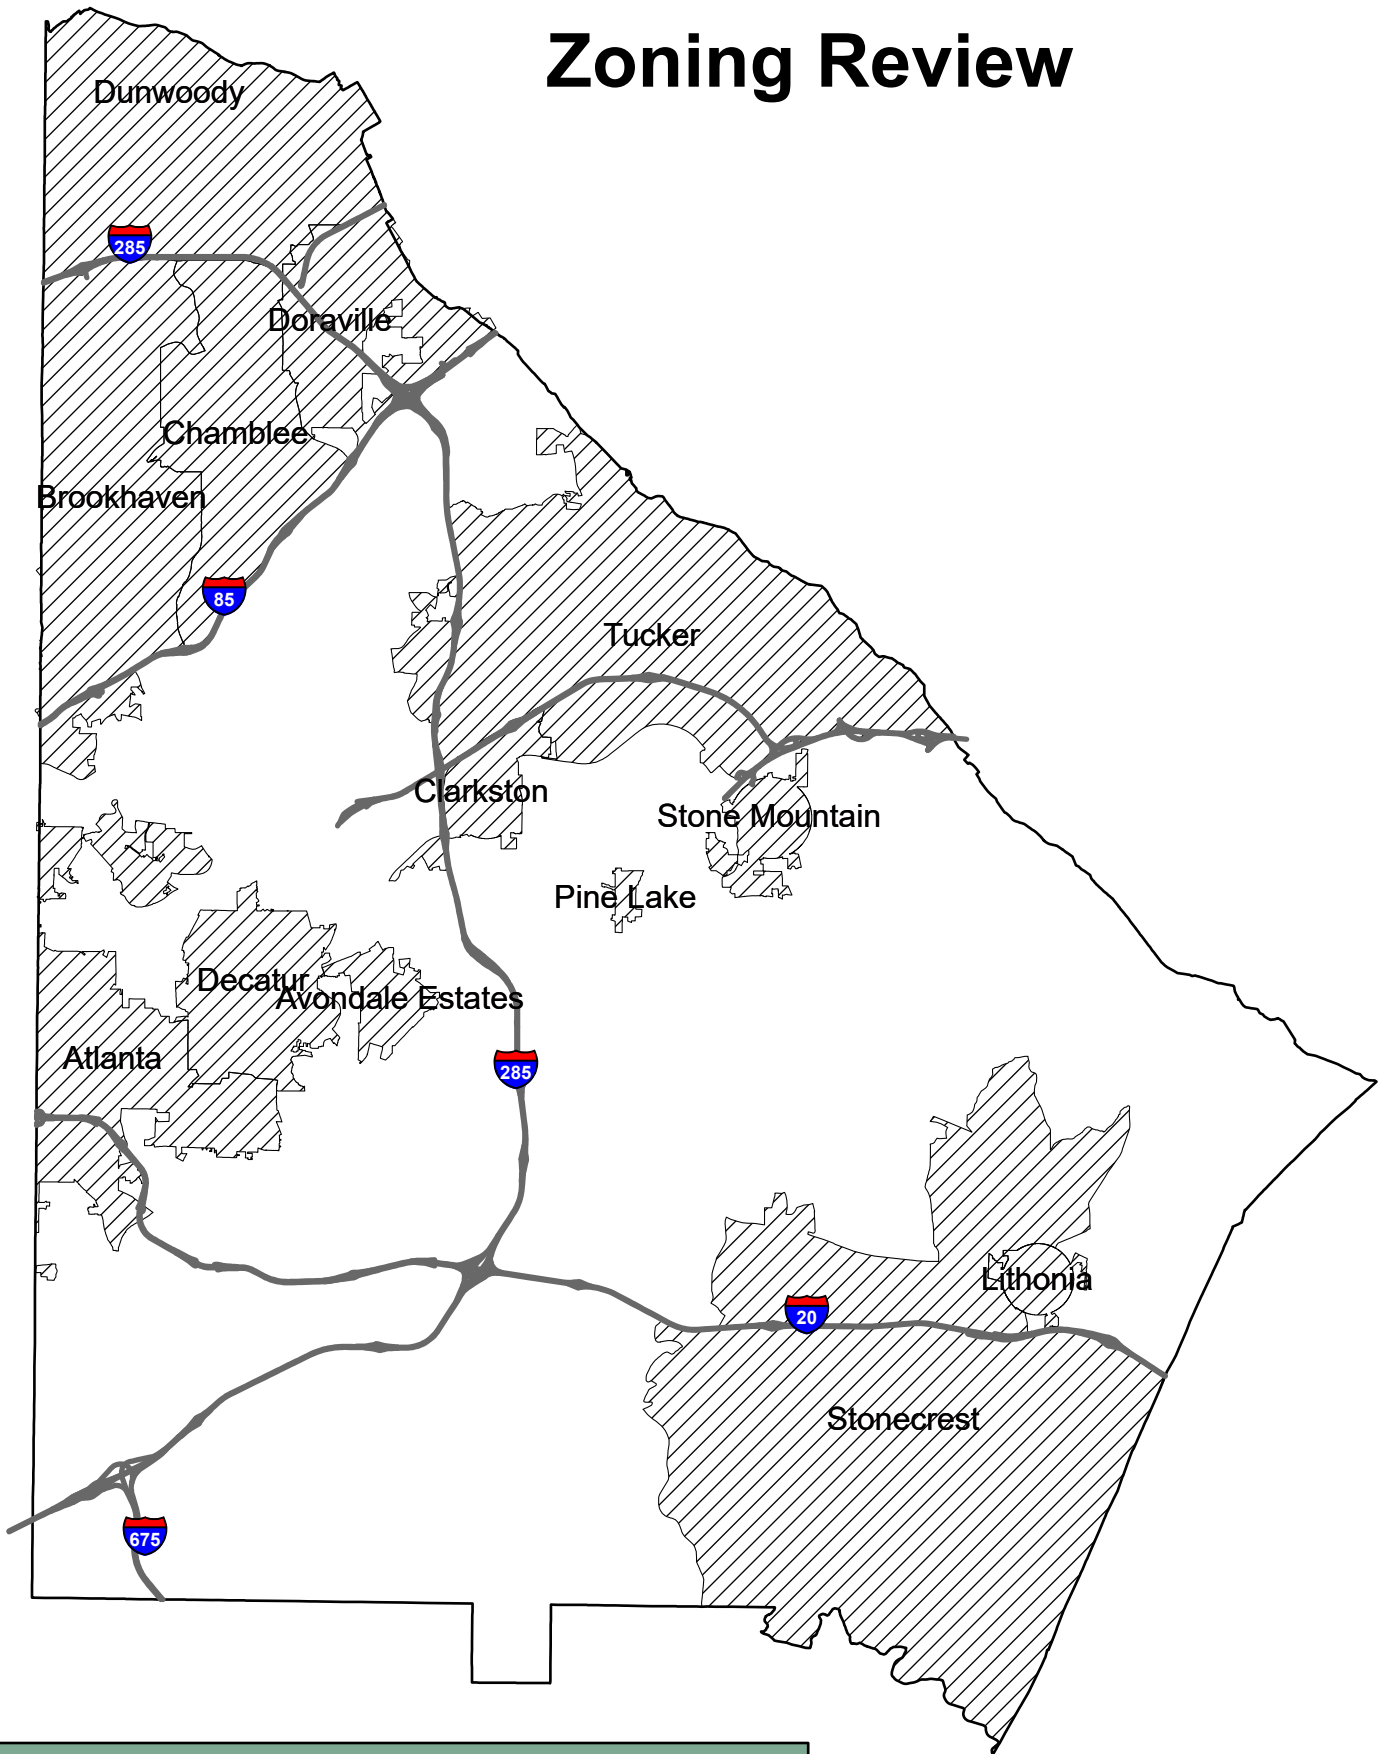 Zoning Review
Dunwoody
285
Doraville
Chamblee
Brookhaven
85
Tucker
Clarkston
Stone Mountain
Pine Lake
Decatur
Avondale Estates
Atlanta
285
Lithonia
20
Stonecrest
675